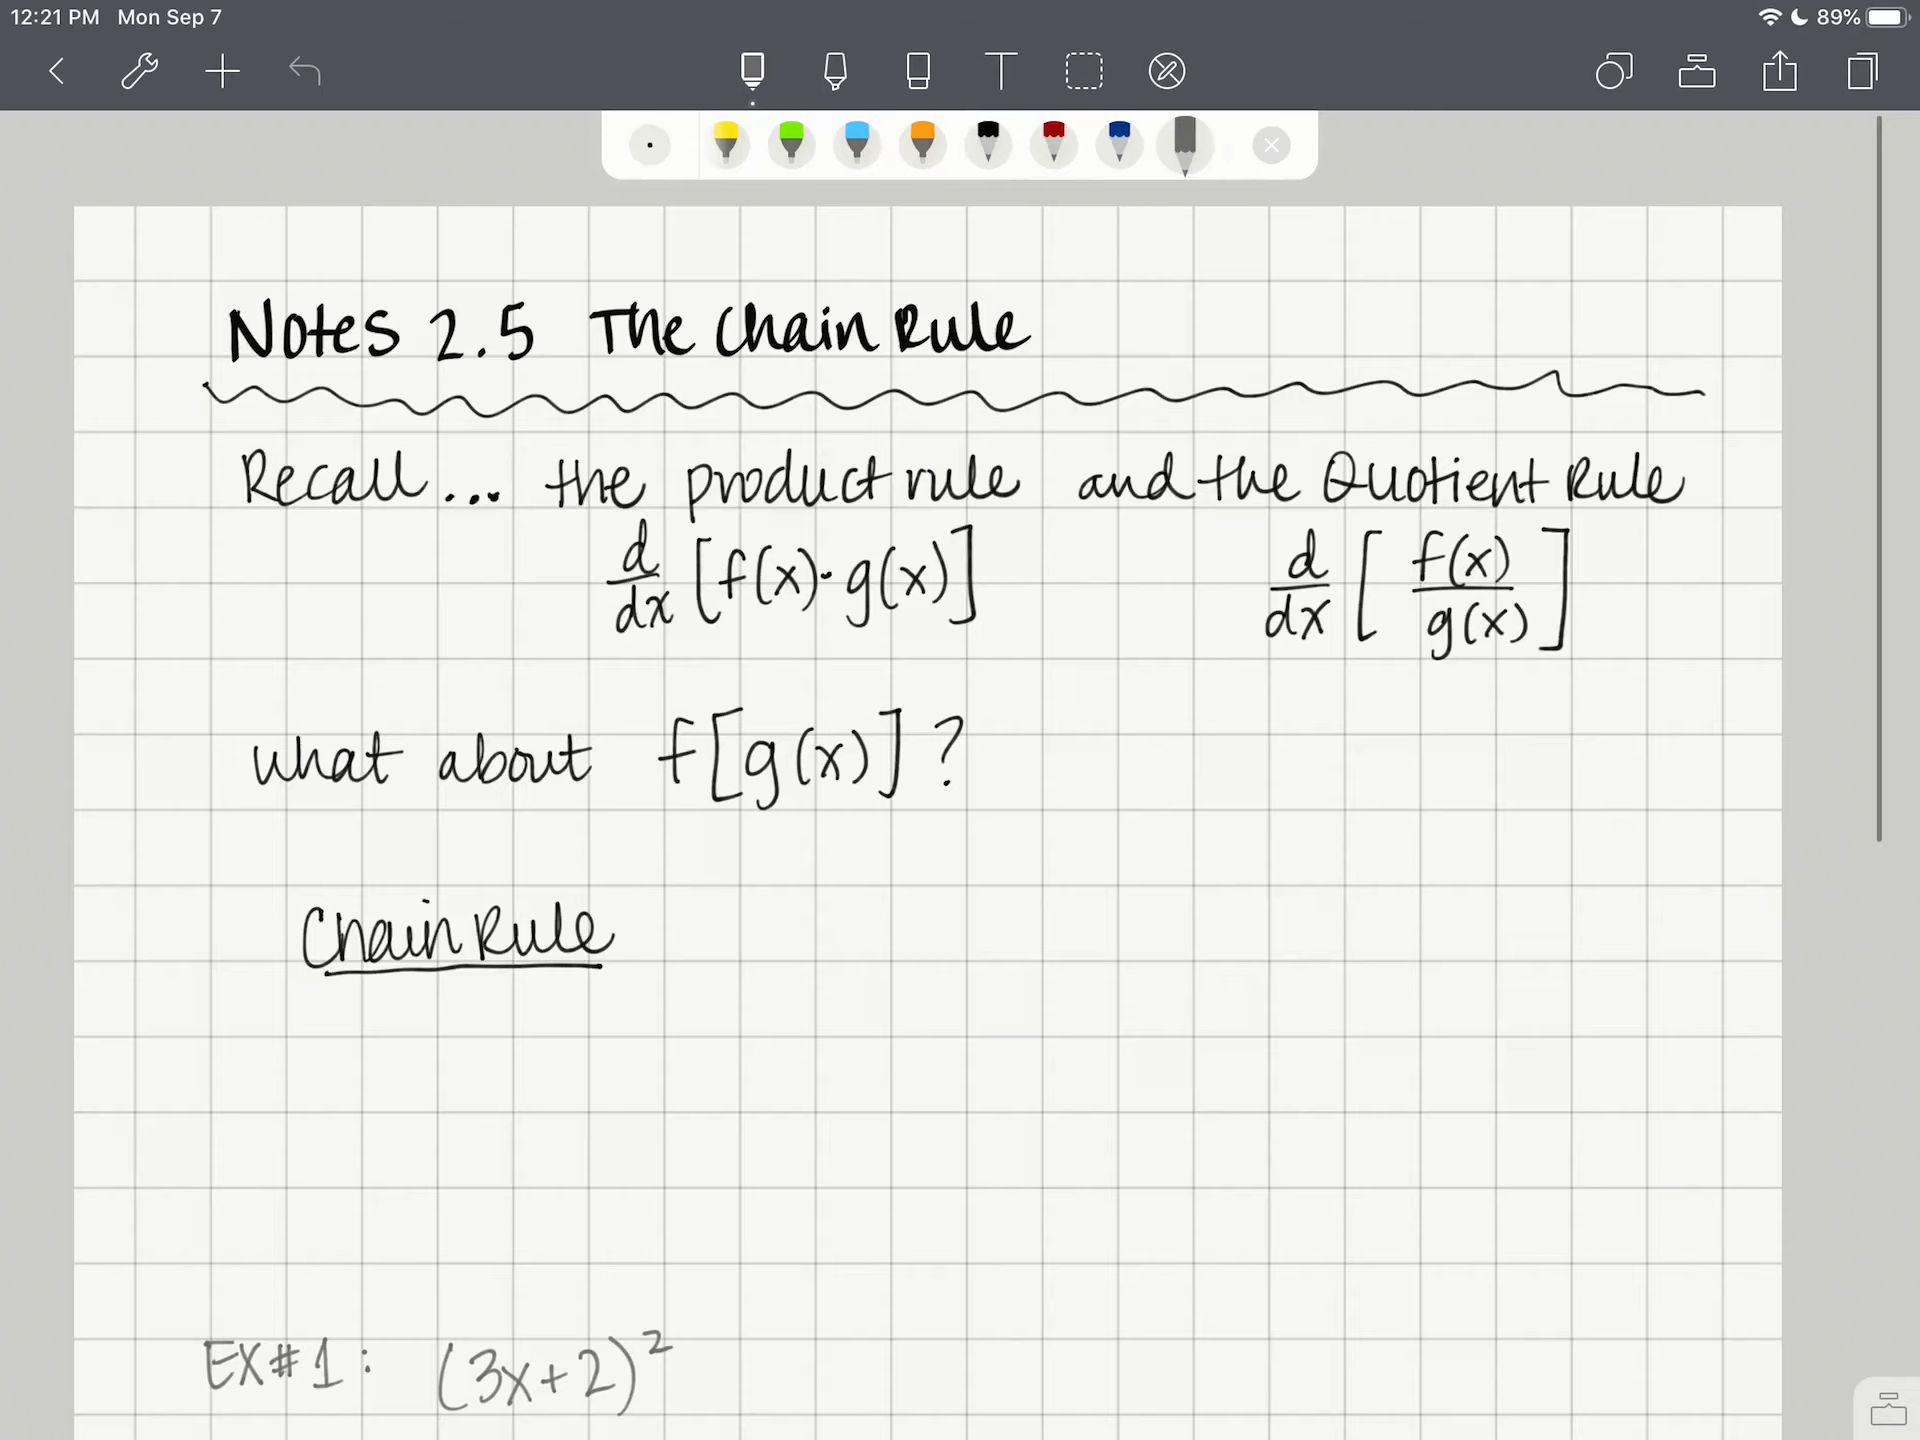 12:21 PM Mon Sep 7 89%
Notes 2.5 The Chain Rule
Recall... the product rule and the Quotient Rule
d/dx [f(x)·g(x)] d/dx [f(x)/g(x)]
what about f[g(x)]?
Chain Rule
EX#1: (3x+2)²